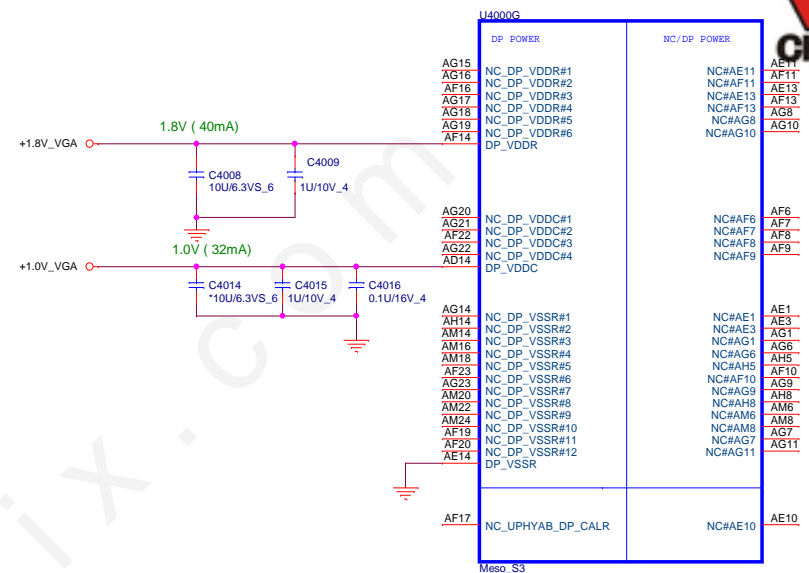 U4000G
DP POWER
NC/DP POWER
AG15 NC_DP_VDDR#1
AG16 NC_DP_VDDR#2
AF16 NC_DP_VDDR#3
AG17 NC_DP_VDDR#4
AG18 NC_DP_VDDR#5
AG19 NC_DP_VDDR#6
AF14 DP_VDDR
NC#AE11 AE11
NC#AF11 AF11
NC#AE13 AE13
NC#AF13 AF13
NC#AG8 AG8
NC#AG10 AG10
1.8V ( 40mA)
+1.8V_VGA
C4008
10U/6.3VS_6
C4009
1U/10V_4
AG20 NC_DP_VDDC#1
AG21 NC_DP_VDDC#2
AF22 NC_DP_VDDC#3
AG22 NC_DP_VDDC#4
AD14 DP_VDDC
NC#AF6 AF6
NC#AF7 AF7
NC#AF8 AF8
NC#AF9 AF9
1.0V ( 32mA)
+1.0V_VGA
C4014
*10U/6.3VS_6
C4015
1U/10V_4
C4016
0.1U/16V_4
AG14 NC_DP_VSSR#1
AH14 NC_DP_VSSR#2
AM14 NC_DP_VSSR#3
AM16 NC_DP_VSSR#4
AM18 NC_DP_VSSR#5
AF23 NC_DP_VSSR#6
AG23 NC_DP_VSSR#7
AM20 NC_DP_VSSR#8
AM22 NC_DP_VSSR#9
AM24 NC_DP_VSSR#10
AF19 NC_DP_VSSR#11
AF20 NC_DP_VSSR#12
AE14 DP_VSSR
NC#AE1 AE1
NC#AE3 AE3
NC#AG1 AG1
NC#AG6 AG6
NC#AH5 AH5
NC#AF10 AF10
NC#AG9 AG9
NC#AH8 AH8
NC#AM6 AM6
NC#AM8 AM8
NC#AG7 AG7
NC#AG11 AG11
AF17 NC_UPHYAB_DP_CALR
NC#AE10 AE10
Meso_S3
ix.com